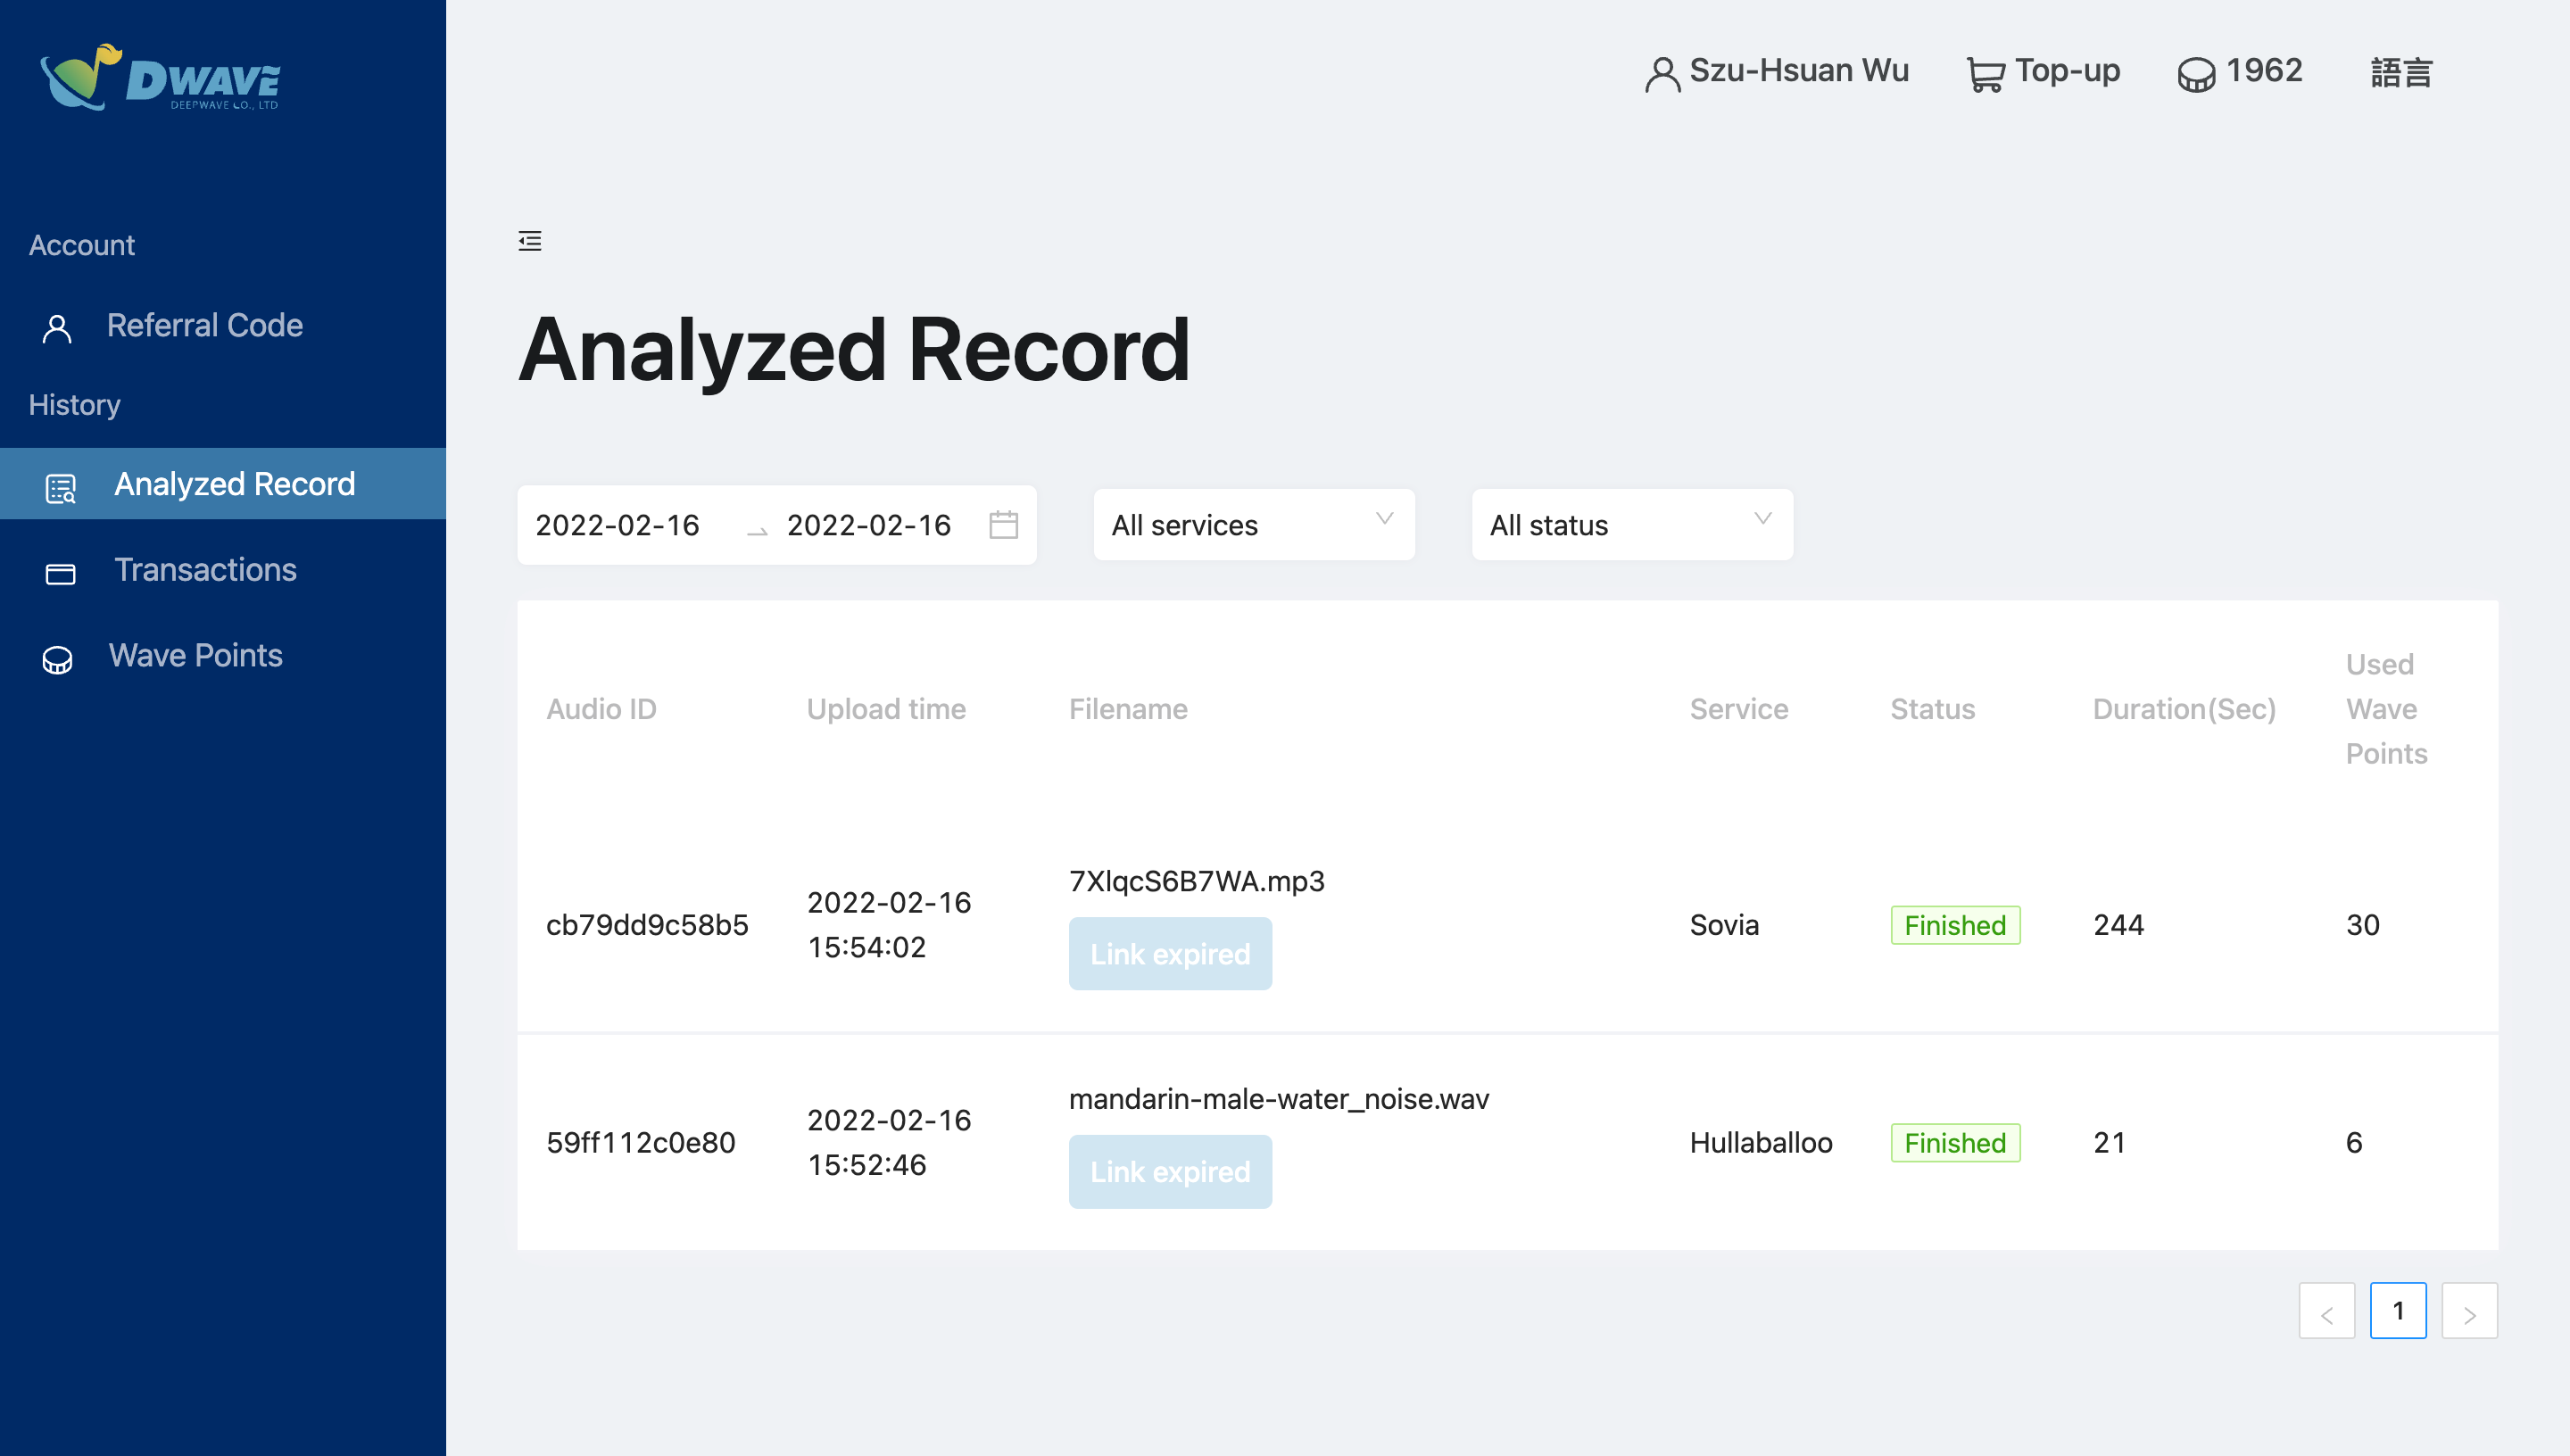 DWAVE
DEEPWAVE CO., LTD
Szu-Hsuan Wu
Top-up
1962
語言
Account
Referral Code
History
Analyzed Record
Transactions
Wave Points
Analyzed Record
2022-02-16
2022-02-16
All services
All status
Audio ID
Upload time
Filename
Service
Status
Duration(Sec)
Used
Wave
Points
cb79dd9c58b5
2022-02-16
15:54:02
7XlqcS6B7WA.mp3
Link expired
Sovia
Finished
244
30
59ff112c0e80
2022-02-16
15:52:46
mandarin-male-water_noise.wav
Link expired
Hullaballoo
Finished
21
6
1